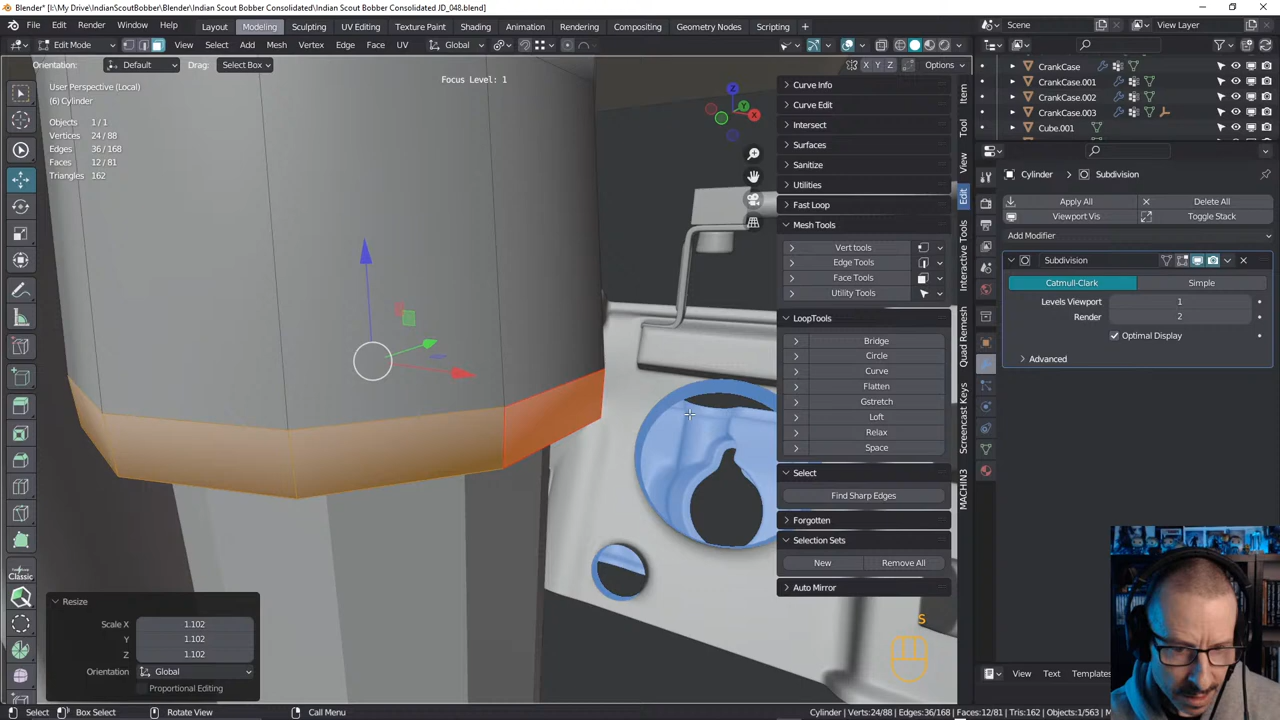 Blender* [I:\My Drive\IndianScoutBobber\Blender\Indian Scout Bobber Consolidated\Indian Scout Bobber Consolidated JD_048.blend]
File Edit Render Window Help Layout Modeling Sculpting UV Editing Texture Paint Shading Animation Rendering Compositing Geometry Nodes Scripting Scene View Layer
Edit Mode View Select Add Mesh Vertex Edge Face UV Global
Orientation: Default Drag: Select Box X Y Z Options
Focus Level: 1
User Perspective (Local)
(6) Cylinder
Objects 1/1
Vertices 24/88
Edges 36/168
Faces 12/81
Triangles 162
Z
Y
X
Curve Info
Curve Edit
Intersect
Surfaces
Sanitize
Utilities
Fast Loop
Mesh Tools
Vert tools
Edge Tools
Face Tools
Utility Tools
LoopTools
Bridge
Circle
Curve
Flatten
Gstretch
Loft
Relax
Space
Select
Find Sharp Edges
Forgotten
Selection Sets
New Remove All
Auto Mirror
Item
Tool
View
Edit
Interactive Tools
Quad Remesh
Screencast Keys
MACHIN3
CrankCase
CrankCase.001
CrankCase.002
CrankCase.003
Cube.001
Cylinder Subdivision
Apply All Delete All
Viewport Vis Toggle Stack
Add Modifier
Subdivision
Catmull-Clark Simple
Levels Viewport 1
Render 2
Optimal Display
Advanced
Classic
Resize
Scale X 1.102
Y 1.102
Z 1.102
Orientation Global
Proportional Editing
S
View Text Templates
Select Box Select Rotate View Call Menu
Cylinder | Verts:24/88 | Edges:36/168 | Faces:12/81 | Tris:162 | Objects:1/563